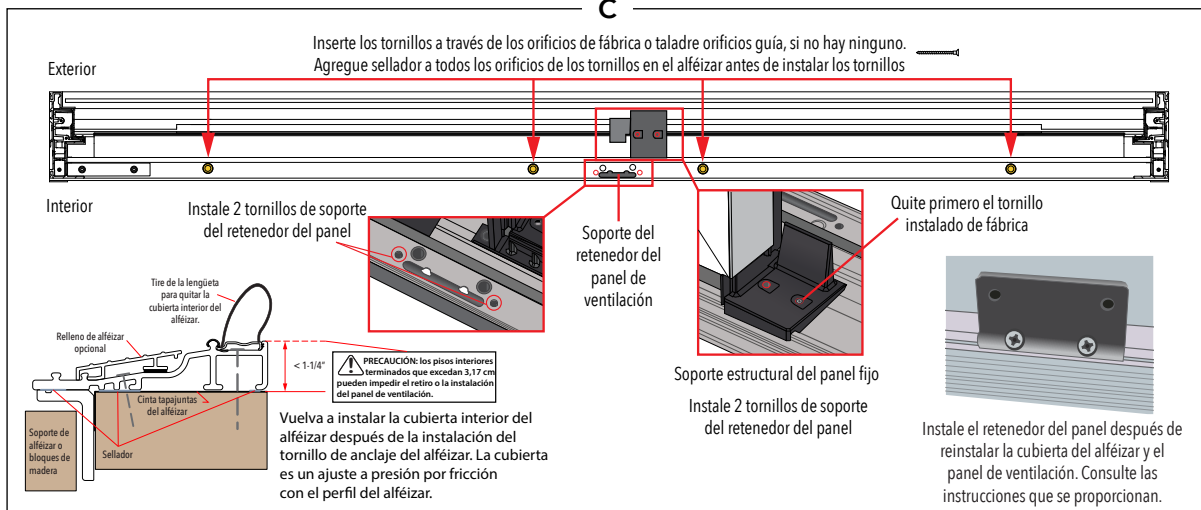 C
Inserte los tornillos a través de los orificios de fábrica o taladre orificios guía, si no hay ninguno.
Agregue sellador a todos los orificios de los tornillos en el alféizar antes de instalar los tornillos
Exterior
Interior
Instale 2 tornillos de soporte
del retenedor del panel
Soporte del
retenedor del
panel de
ventilación
Quite primero el tornillo
instalado de fábrica
Tire de la lengüeta
para quitar la
cubierta interior del
alféizar.
Relleno de alféizar
opcional
< 1-1/4"
PRECAUCIÓN: los pisos interiores
terminados que excedan 3,17 cm
pueden impedir el retiro o la instalación
del panel de ventilación.
Cinta tapajuntas
del alféizar
Soporte de
alféizar o
bloques de
madera
Sellador
Vuelva a instalar la cubierta interior del
alféizar después de la instalación del
tornillo de anclaje del alféizar. La cubierta
es un ajuste a presión por fricción
con el perfil del alféizar.
Soporte estructural del panel fijo
Instale 2 tornillos de soporte
del retenedor del panel
Instale el retenedor del panel después de
reinstalar la cubierta del alféizar y el
panel de ventilación. Consulte las
instrucciones que se proporcionan.